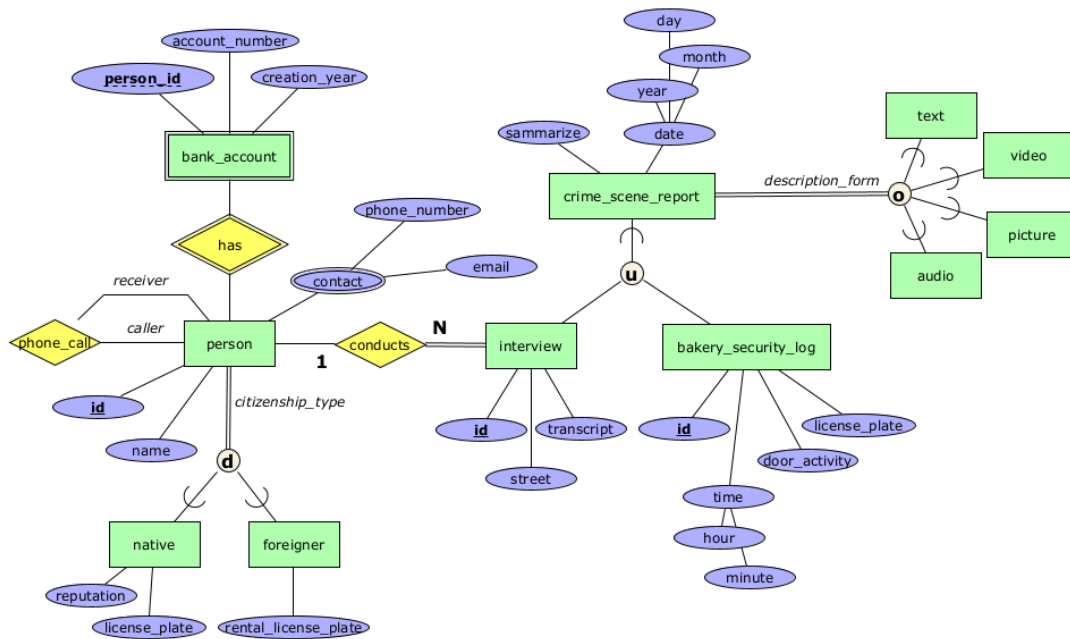 day
account_number
month
person_id
creation_year
year
text
sammarize
date
video
bank_account
description_form
crime_scene_report
o
phone_number
picture
has
email
audio
receiver
contact
u
caller
N
phone_call
person
conducts
interview
bakery_security_log
1
citizenship_type
id
id
transcript
id
license_plate
name
d
door_activity
street
time
native
foreigner
hour
minute
reputation
license_plate
rental_license_plate